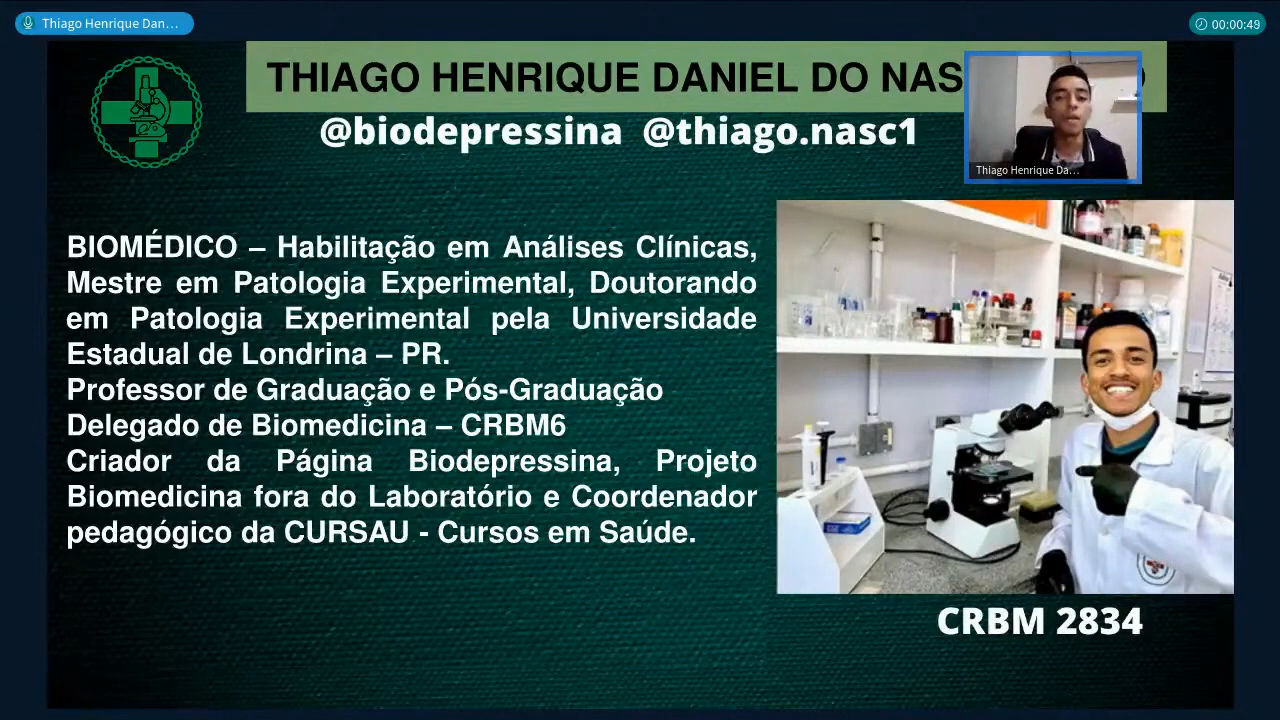 Thiago Henrique Dan...
00:00:49
THIAGO HENRIQUE DANIEL DO NAS
@biodepressina @thiago.nasc1
Thiago Henrique Da...
BIOMÉDICO – Habilitação em Análises Clínicas,
Mestre em Patologia Experimental, Doutorando
em Patologia Experimental pela Universidade
Estadual de Londrina – PR.
Professor de Graduação e Pós-Graduação
Delegado de Biomedicina – CRBM6
Criador da Página Biodepressina, Projeto
Biomedicina fora do Laboratório e Coordenador
pedagógico da CURSAU - Cursos em Saúde.
CRBM 2834